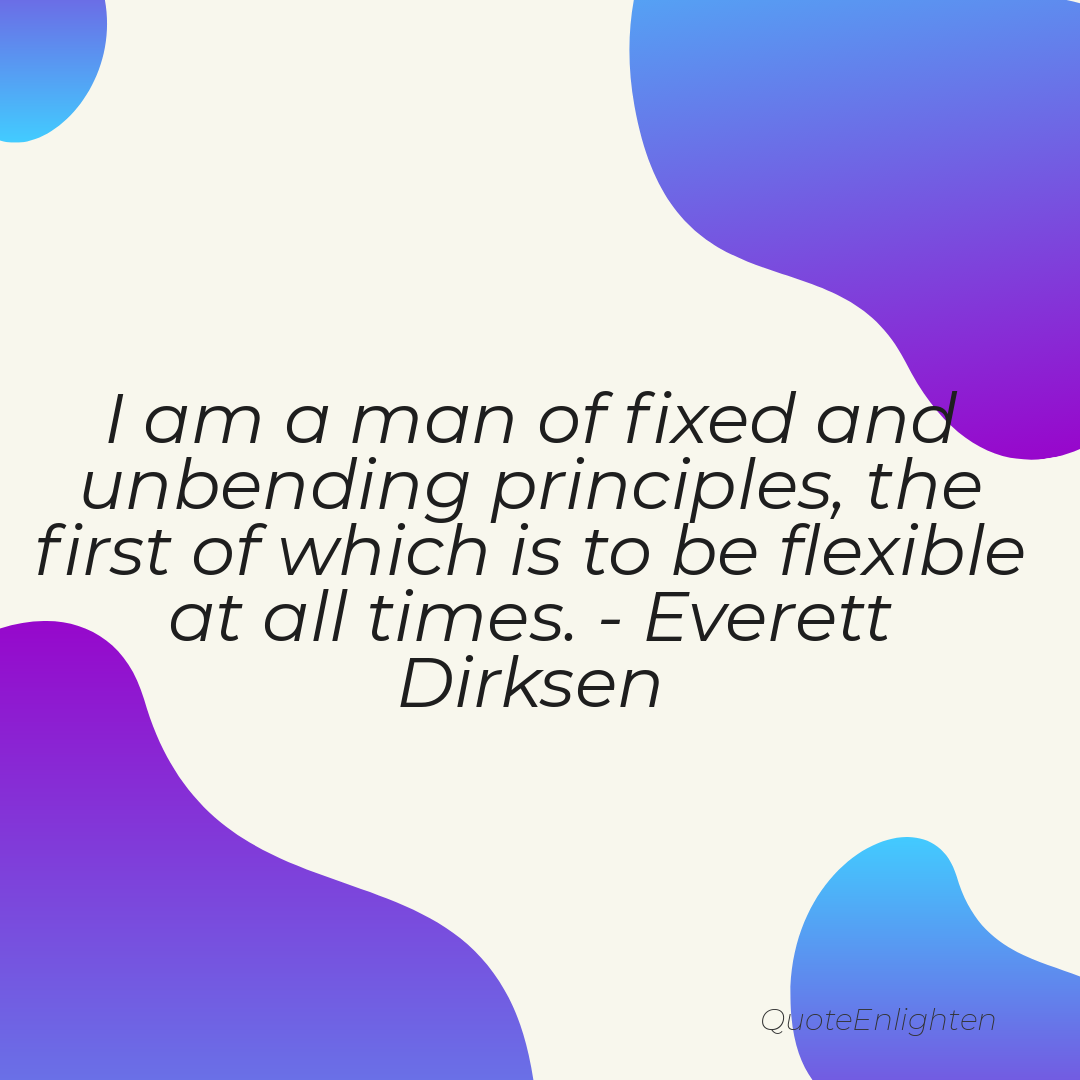 I am a man of fixed and
unbending principles, the
first of which is to be flexible
at all times. - Everett
Dirksen
QuoteEnlighten